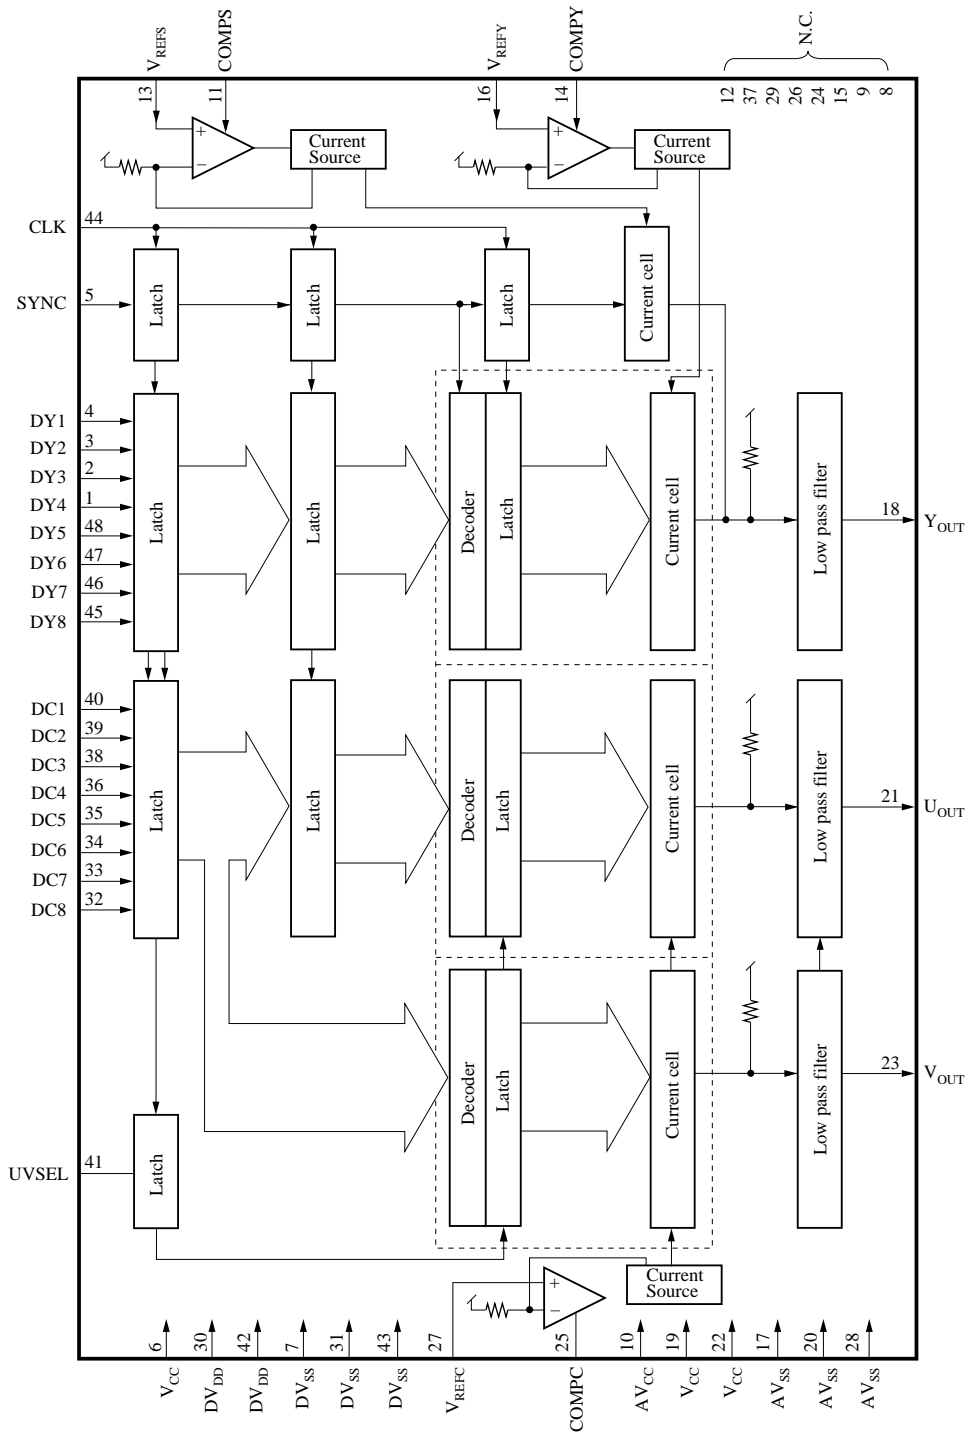 VREFS
COMPS
VREFY
COMPY
N.C.
13
11
16
14
12
37
29
26
24
15
9
8
+
−
Current
Source
+
−
Current
Source
CLK
44
SYNC
5
Latch
Latch
Latch
Current cell
DY1
4
DY2
3
DY3
2
DY4
1
DY5
48
DY6
47
DY7
46
DY8
45
Latch
Latch
Decoder
Latch
Current cell
Low pass filter
18
YOUT
DC1
40
DC2
39
DC3
38
DC4
36
DC5
35
DC6
34
DC7
33
DC8
32
Latch
Latch
Decoder
Latch
Current cell
Low pass filter
21
UOUT
Decoder
Latch
Current cell
Low pass filter
23
VOUT
UVSEL
41
Latch
+
−
Current
Source
6
30
42
7
31
43
27
25
10
19
22
17
20
28
VCC
DVDD
DVDD
DVSS
DVSS
DVSS
VREFC
COMPC
AVCC
VCC
VCC
AVSS
AVSS
AVSS